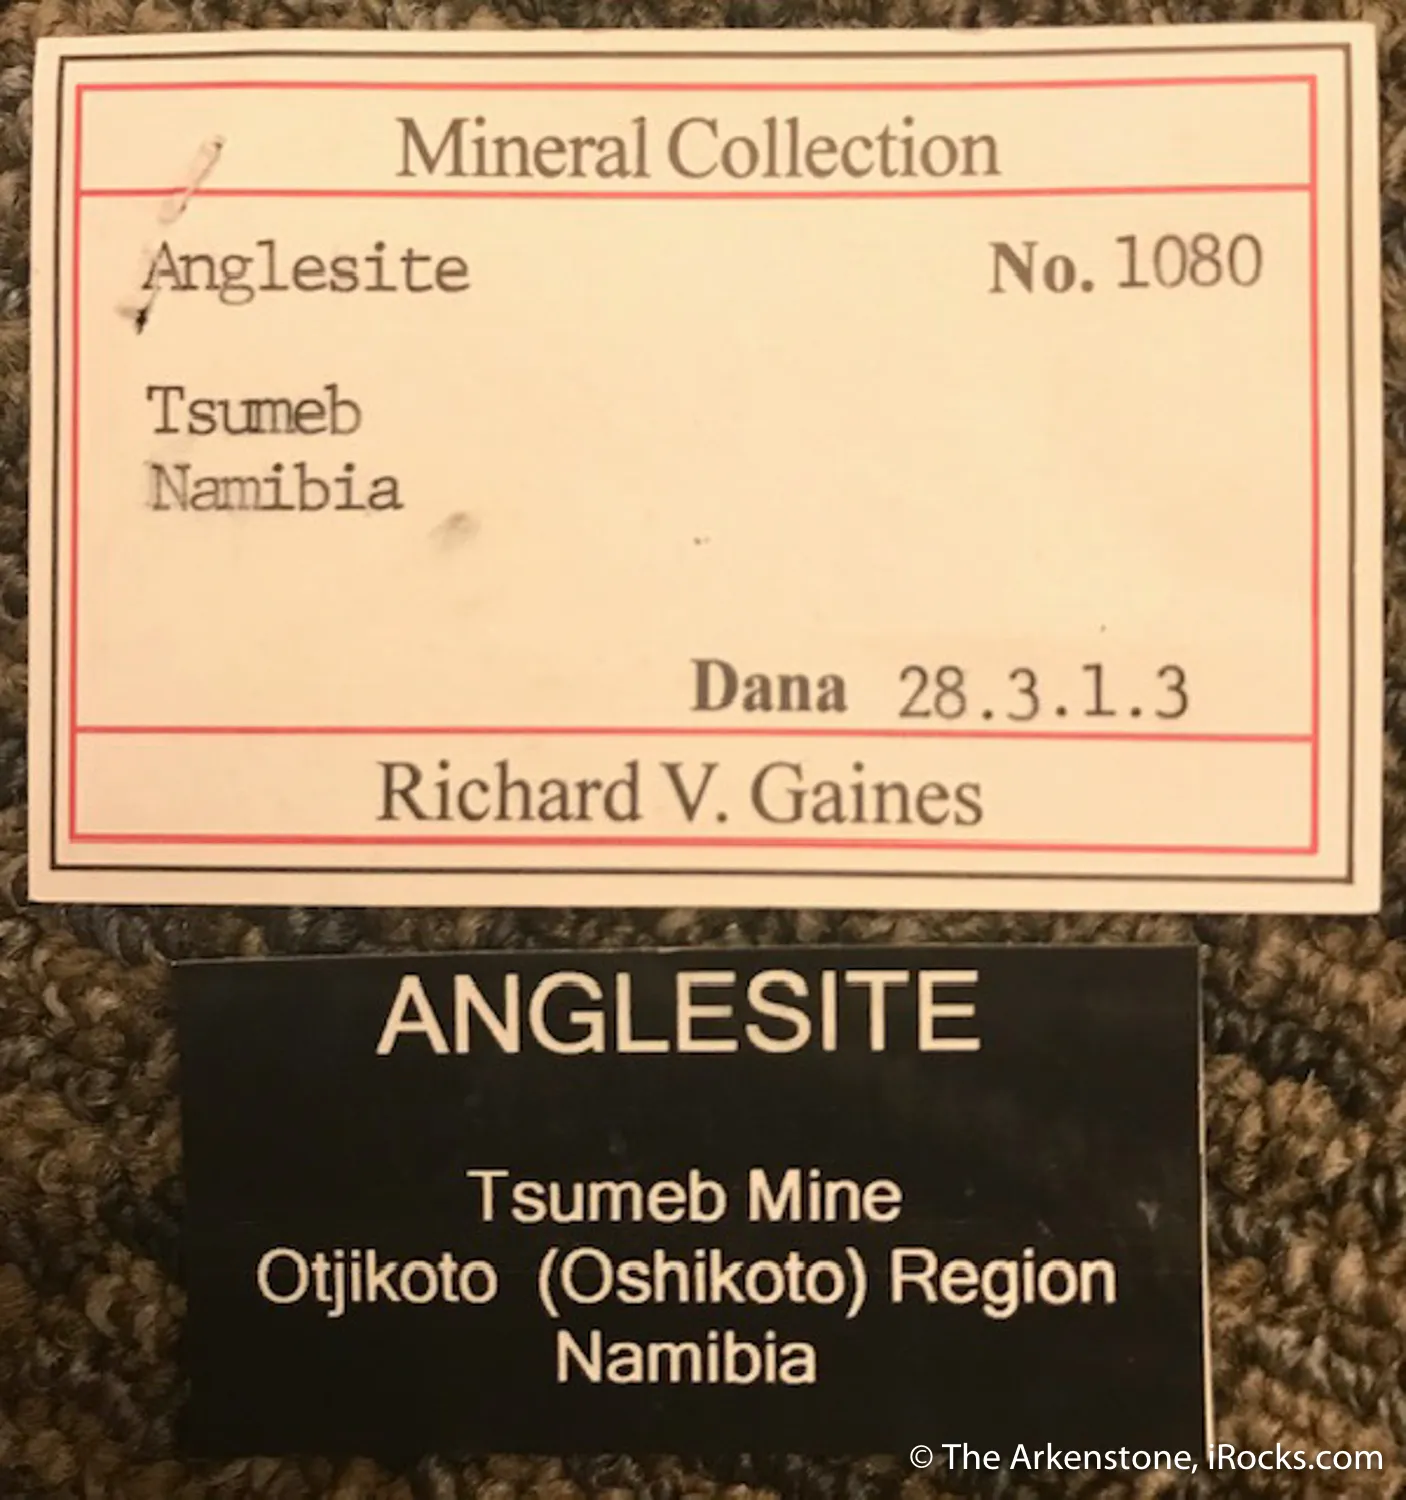 Mineral Collection
Anglesite No. 1080
Tsumeb
Namibia
Dana 28.3.1.3
Richard V. Gaines
ANGLESITE
Tsumeb Mine
Otjikoto (Oshikoto) Region
Namibia
© The Arkenstone, iRocks.com